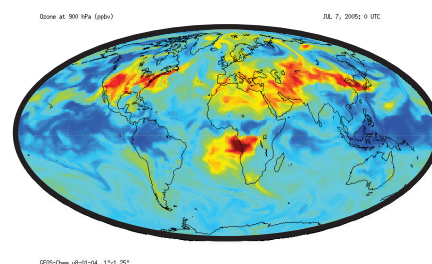 Ozone at 900 hPa (ppbv)
JUL 7, 2005; 0 UTC
GEOS-Chem v8-01-04, 1°x1.25°